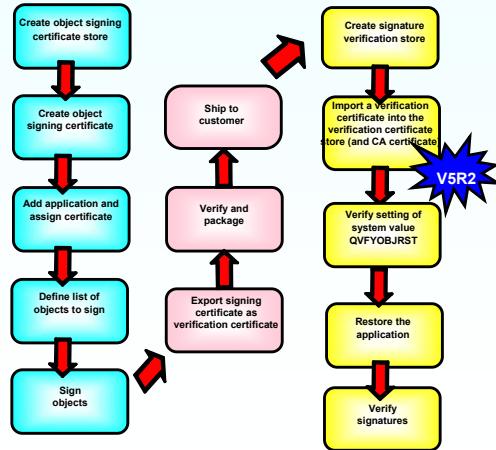 Create object signing
certificate store
Create object
signing certificate
Add application and
assign certificate
Define list of
objects to sign
Sign
objects
Ship to
customer
Verify and
package
Export signing
certificate as
verification certificate
Create signature
verification store
Import a verification
certificate into the
verification certificate
store (and CA certificate)
V5R2
Verify setting of
system value
QVFYOBJRST
Restore the
application
Verify
signatures